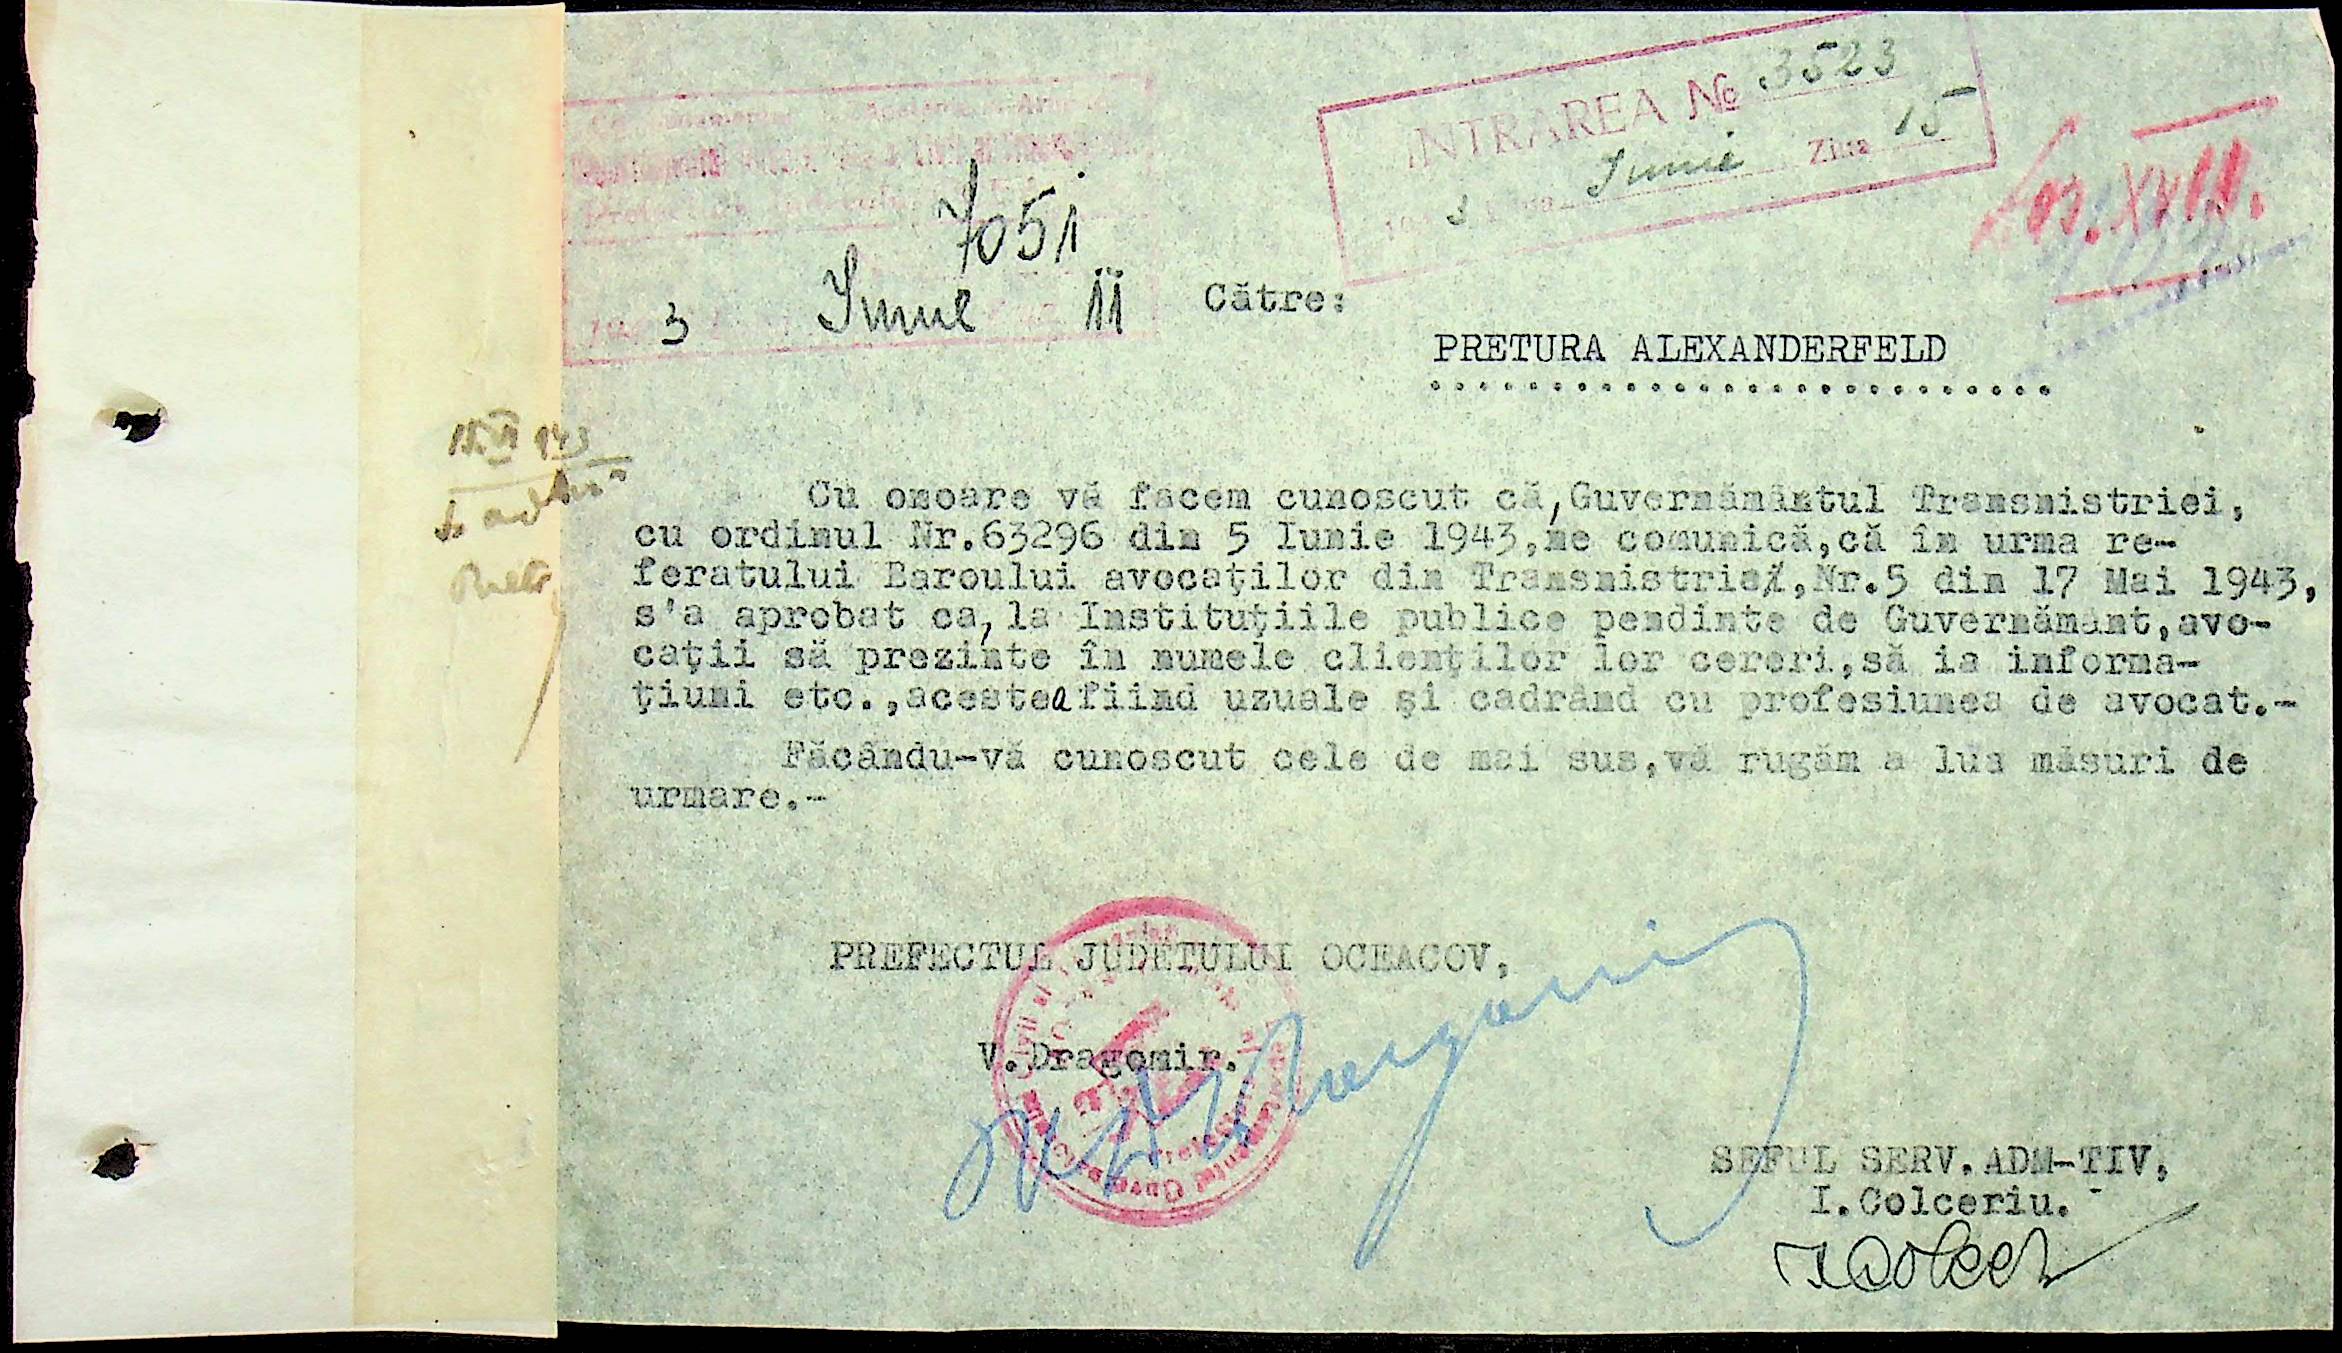 INTRAREA № 3523
3 Iunie Ziua 15
7051
3 Iunie 11
Către:
PRETURA ALEXANDERFELD
Cu onoare vă facem cunoscut că, Guvernământul Transnistriei,
cu ordinul Nr.63296 din 5 Iunie 1943, ne comunică, că în urma re-
feratului Baroului avocaţilor din Transnistria, Nr.5 din 17 Mai 1943,
s'a aprobat ca, la Instituţiile publice pendinte de Guvernământ, avo-
caţii să prezinte în numele clienţilor lor cereri, să ia informa-
ţiuni etc., acestea fiind uzuale şi cadrând cu profesiunea de avocat.-
Făcându-vă cunoscut cele de mai sus, vă rugăm a lua măsuri de
urmare.-
PREFECTUL JUDETULUI OCEACOV,
V.Dragomir.
SEFUL SERV. ADM-TIV,
I.Colceriu.